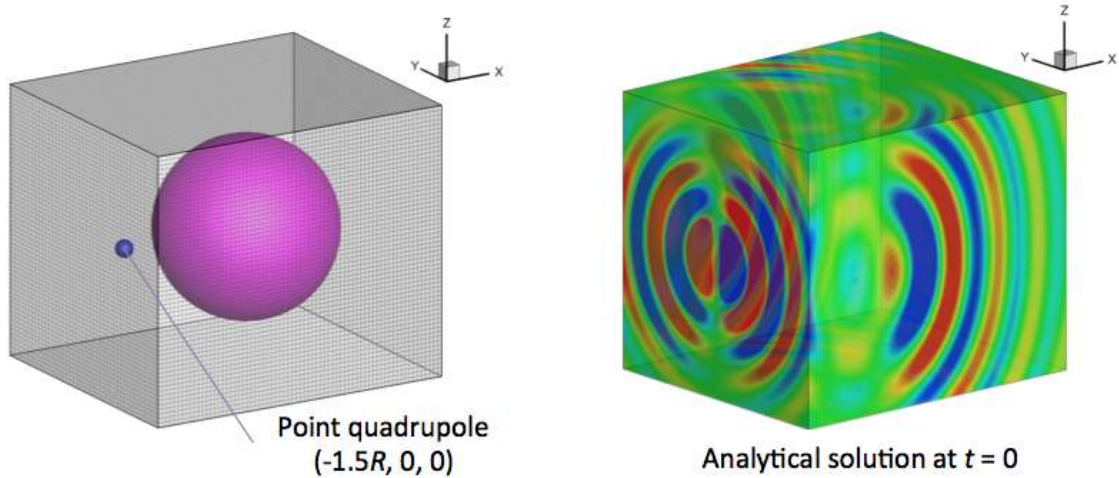 Z
Y
X
Z
Y
X
Point quadrupole
(-1.5R, 0, 0)
Analytical solution at t = 0